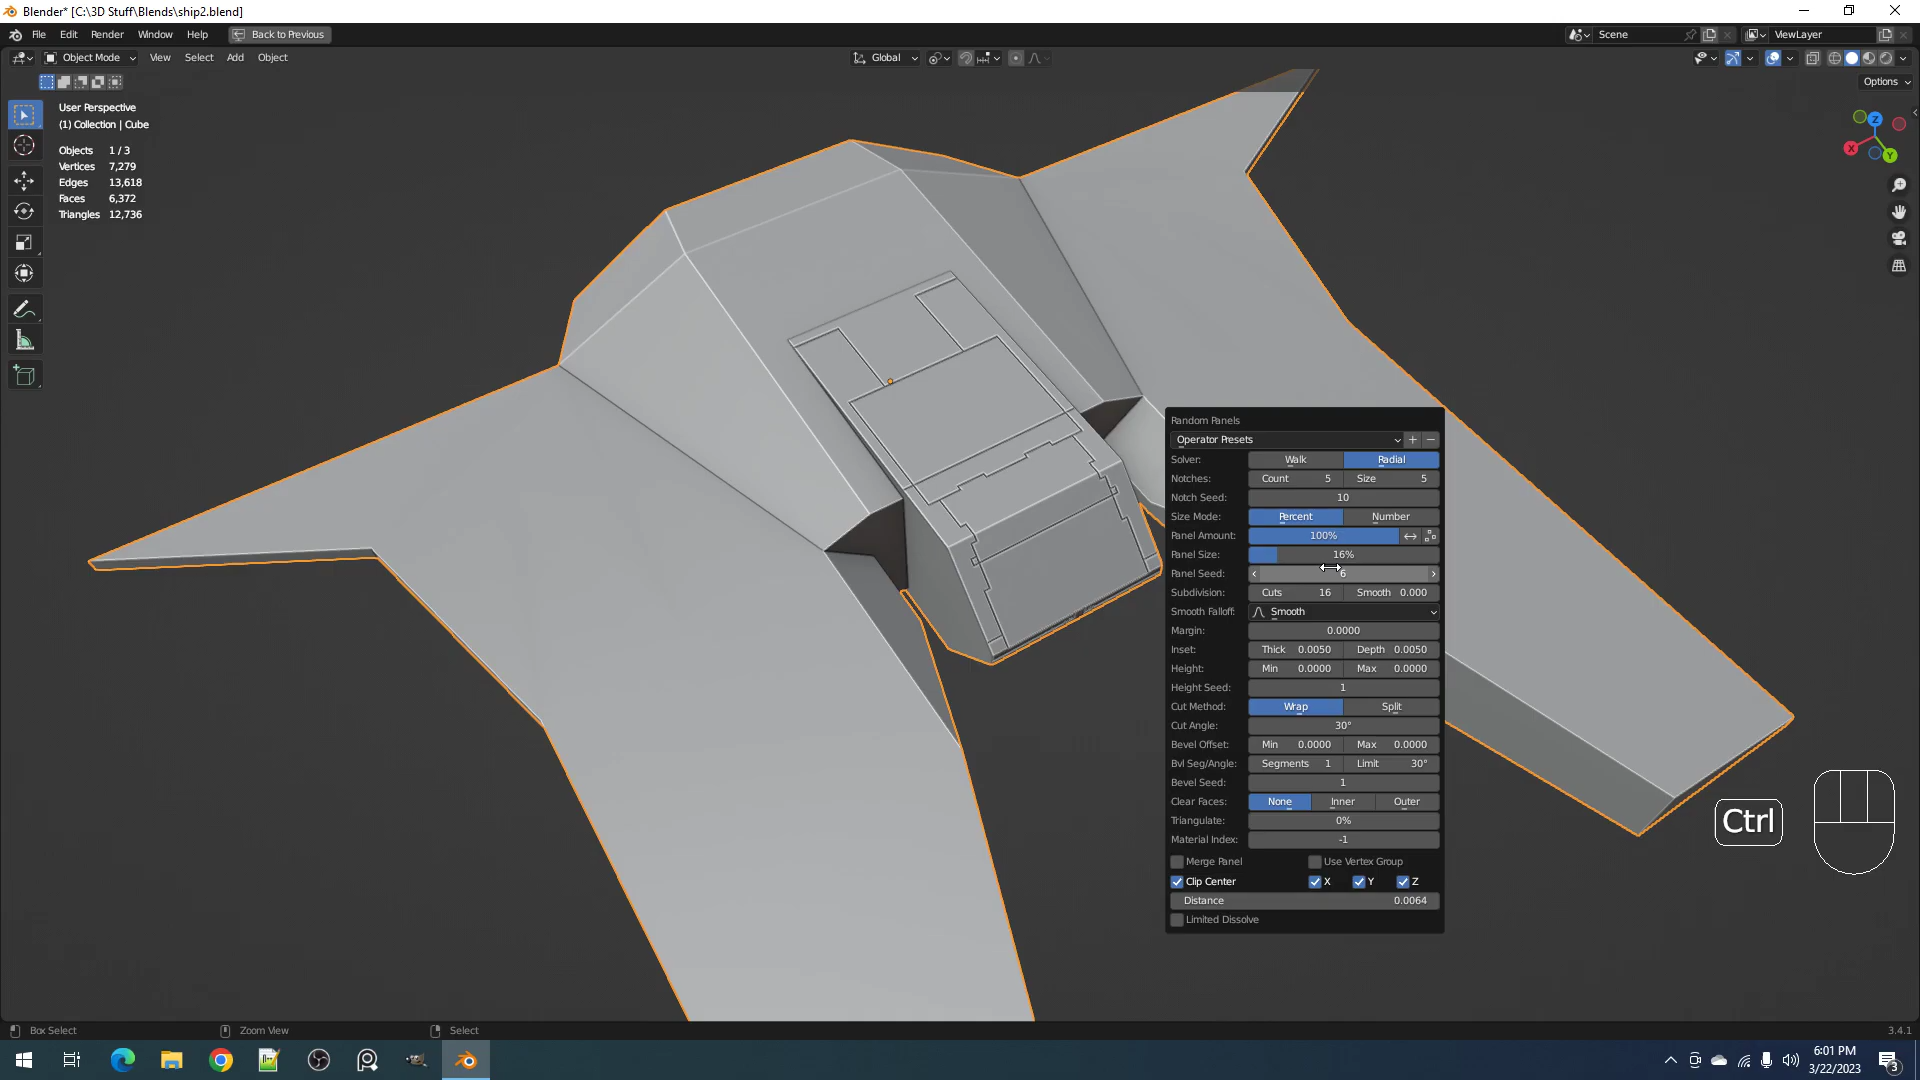 Blender* [C:\3D Stuff\Blends\ship2.blend]
File Edit Render Window Help Back to Previous Scene ViewLayer
Object Mode View Select Add Object Global
Options
User Perspective
(1) Collection | Cube
Objects 1 / 3
Vertices 7,279
Edges 13,618
Faces 6,372
Triangles 12,736
Z
X
Y
Random Panels
Operator Presets
Solver: Walk Radial
Notches: Count 5 Size 5
Notch Seed: 10
Size Mode: Percent Number
Panel Amount: 100%
Panel Size: 16%
Panel Seed: 6
Subdivision: Cuts 16 Smooth 0.000
Smooth Falloff: Smooth
Margin: 0.0000
Inset: Thick 0.0050 Depth 0.0050
Height: Min 0.0000 Max 0.0000
Height Seed: 1
Cut Method: Wrap Split
Cut Angle: 30°
Bevel Offset: Min 0.0000 Max 0.0000
Bvl Seg/Angle: Segments 1 Limit 30°
Bevel Seed: 1
Clear Faces: None Inner Outer
Triangulate: 0%
Material Index: -1
Merge Panel Use Vertex Group
Clip Center X Y Z
Distance 0.0064
Limited Dissolve
Ctrl
Box Select Zoom View Select 3.4.1
6:01 PM
3/22/2023
3